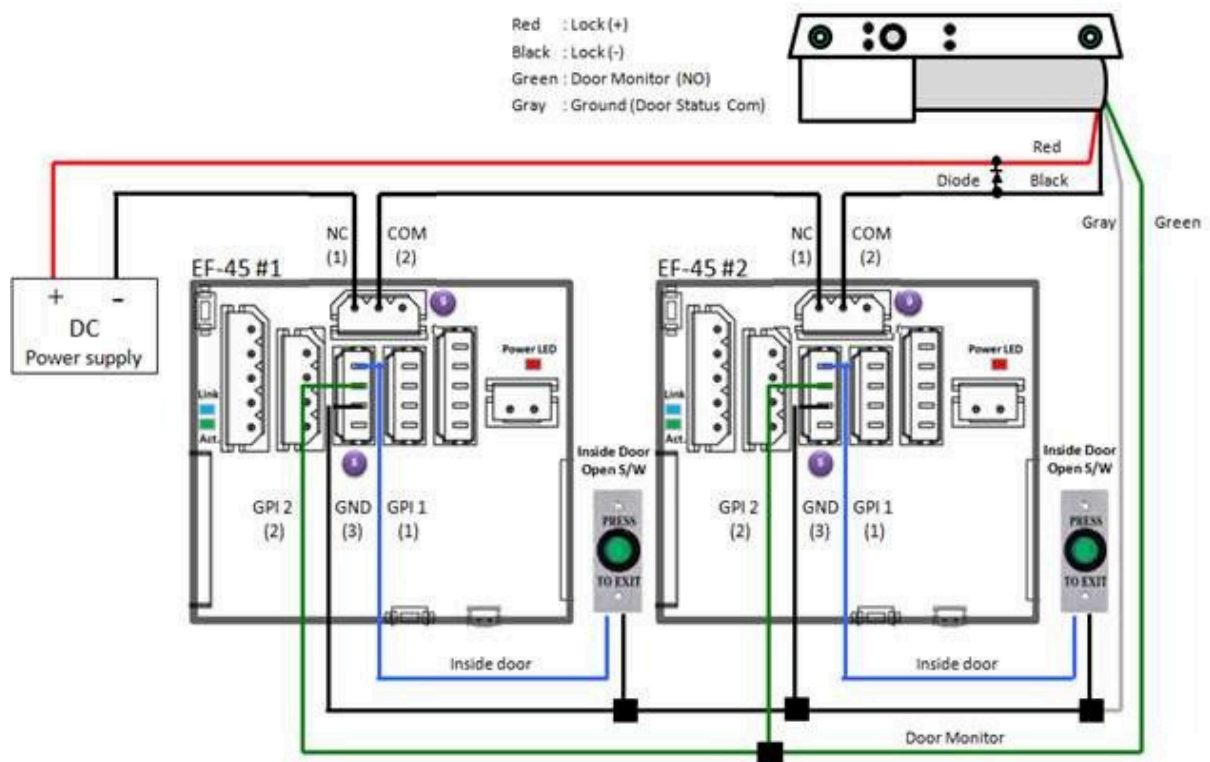 Red : Lock (+)
Black : Lock (-)
Green : Door Monitor (NO)
Gray : Ground (Door Status Com)
Red
Diode
Black
Gray
Green
NC
(1)
COM
(2)
NC
(1)
COM
(2)
EF-45 #1
EF-45 #2
+ -
DC
Power supply
Power LED
Link
Act.
Power LED
Link
Act.
Inside Door
Open S/W
PRESS
TO EXIT
Inside Door
Open S/W
PRESS
TO EXIT
GPI 2
(2)
GND
(3)
GPI 1
(1)
GPI 2
(2)
GND
(3)
GPI 1
(1)
Inside door
Inside door
Door Monitor